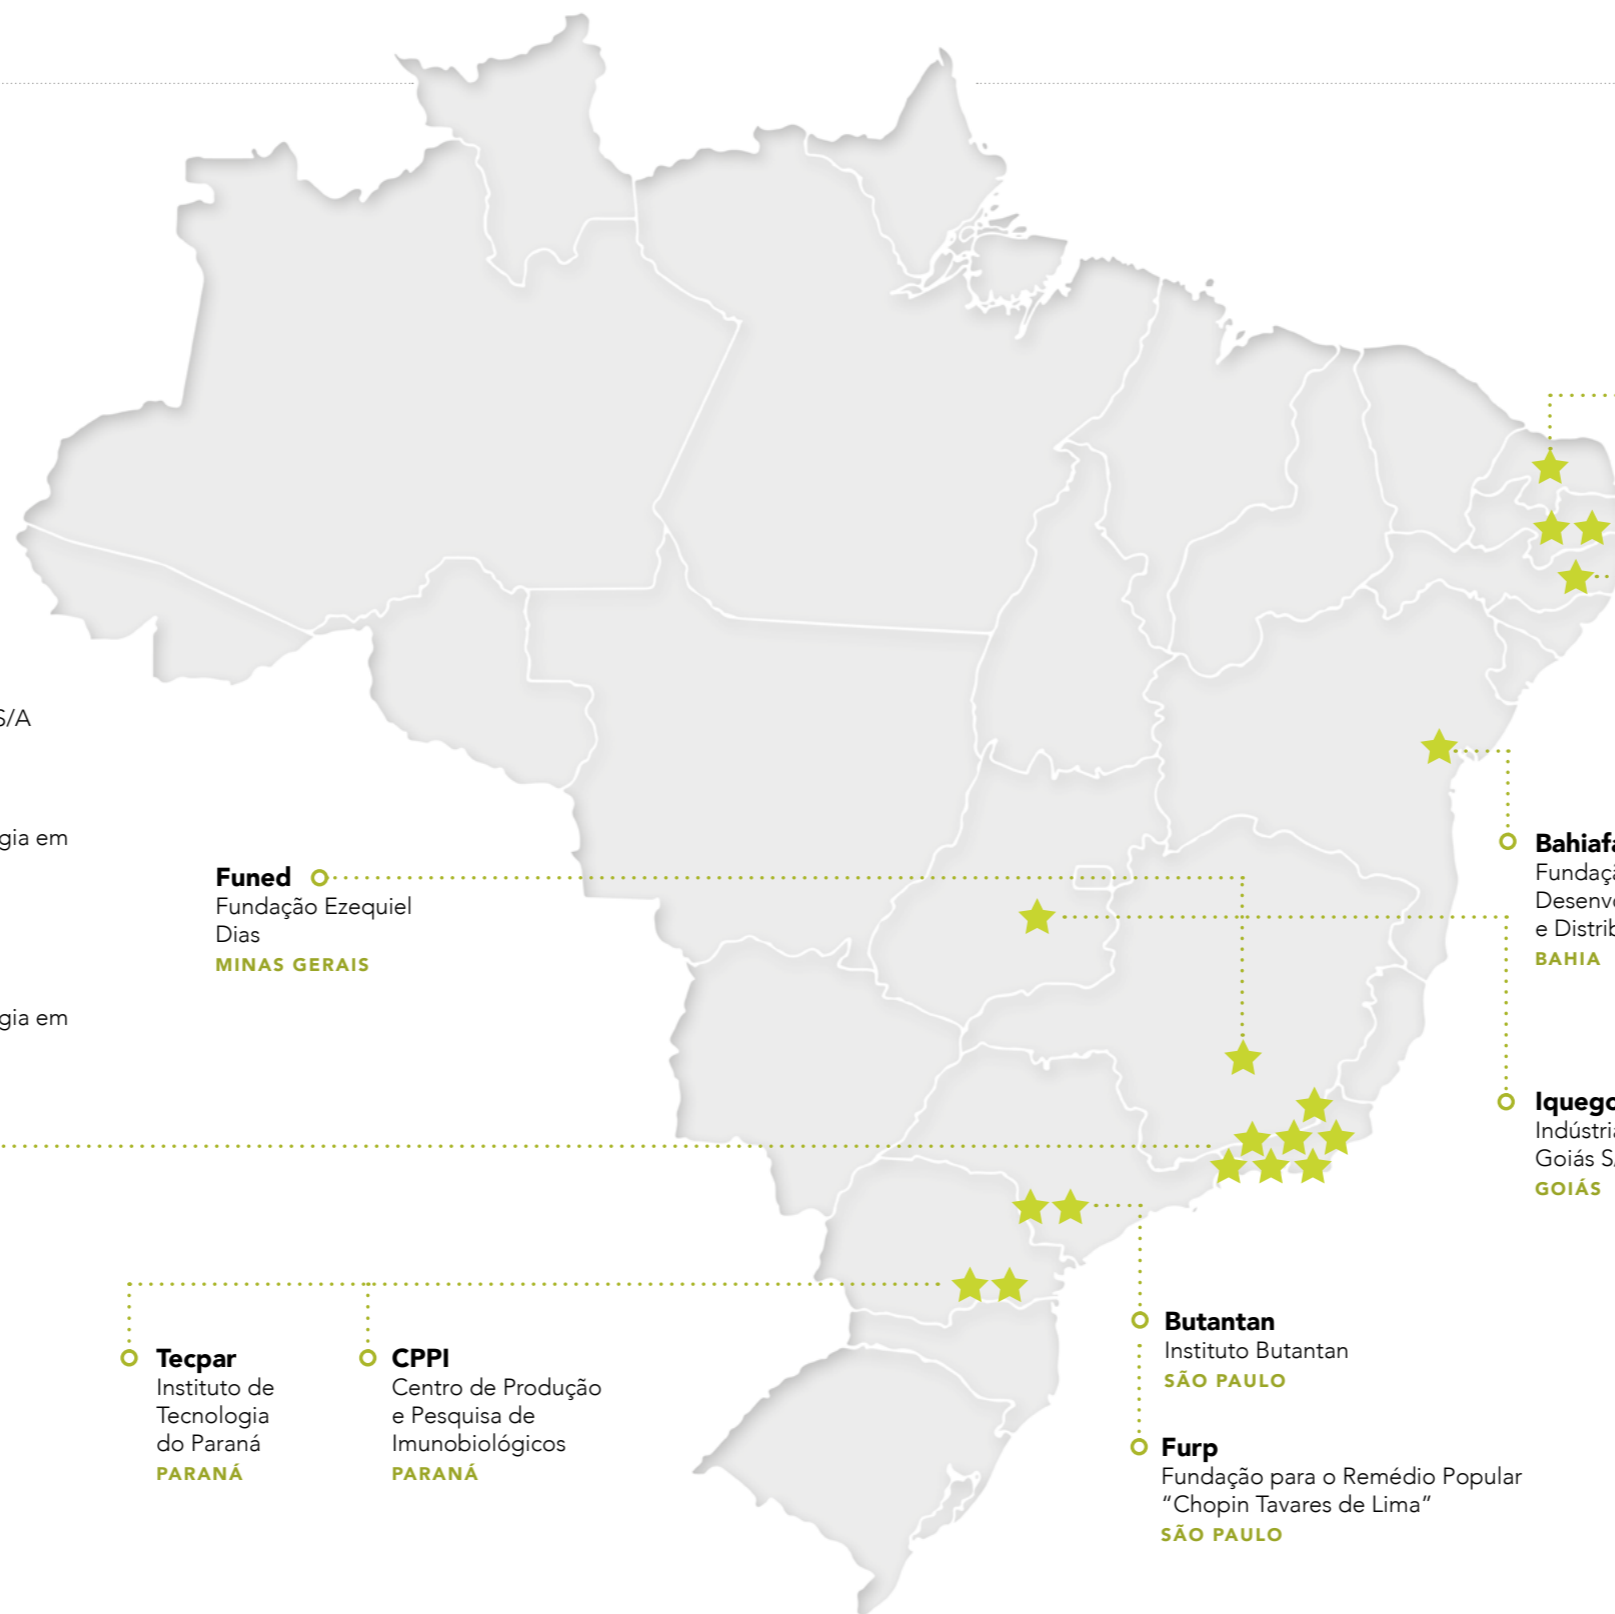 S/A
gia em
gia em
Funed
Fundação Ezequiel
Dias
MINAS GERAIS
Tecpar
Instituto de
Tecnologia
do Paraná
PARANÁ
CPPI
Centro de Produção
e Pesquisa de
Imunobiológicos
PARANÁ
Butantan
Instituto Butantan
SÃO PAULO
Furp
Fundação para o Remédio Popular
“Chopin Tavares de Lima”
SÃO PAULO
Bahiafa
Fundaçã
Desenvo
e Distrib
BAHIA
Iquego
Indústria
Goiás S
GOIÁS